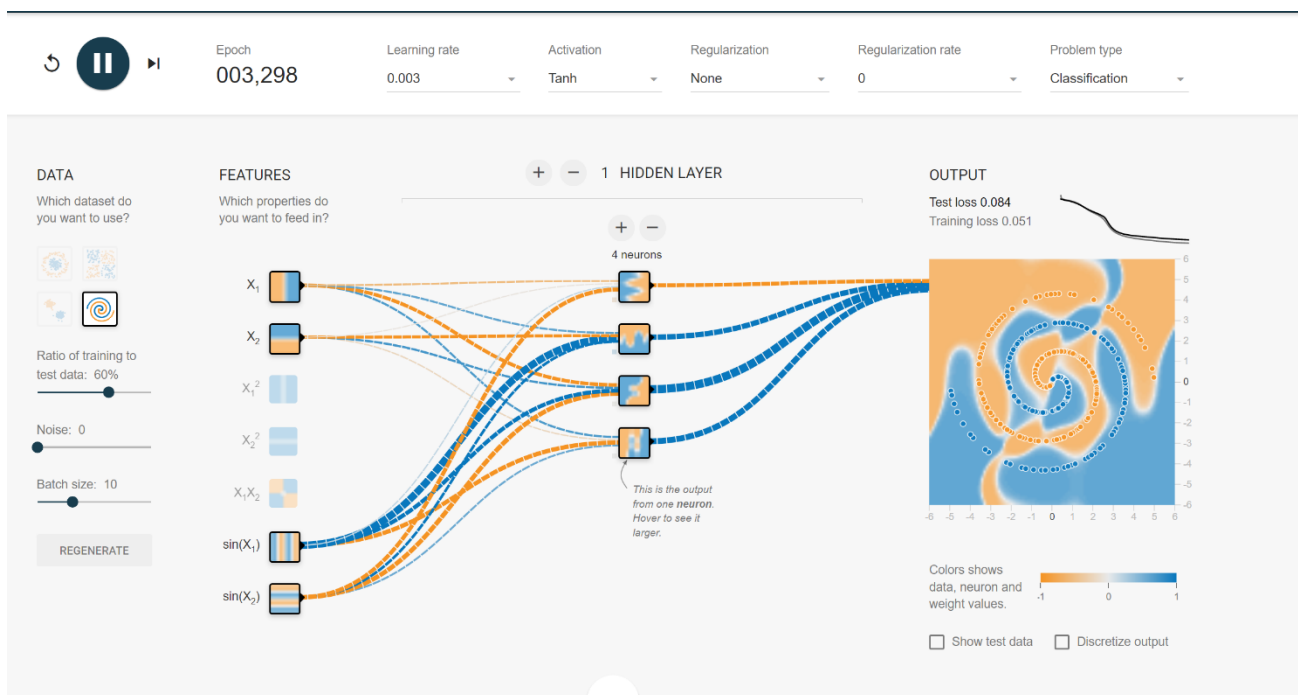 Epoch
003,298
Learning rate
0.003
Activation
Tanh
Regularization
None
Regularization rate
0
Problem type
Classification
DATA
Which dataset do
you want to use?
Ratio of training to
test data: 60%
Noise: 0
Batch size: 10
REGENERATE
FEATURES
Which properties do
you want to feed in?
X₁
X₂
X₁²
X₂²
X₁X₂
sin(X₁)
sin(X₂)
+ − 1 HIDDEN LAYER
+ −
4 neurons
This is the output
from one neuron.
Hover to see it
larger.
OUTPUT
Test loss 0.084
Training loss 0.051
6
5
4
3
2
1
0
-1
-2
-3
-4
-5
-6
-6 -5 -4 -3 -2 -1 0 1 2 3 4 5 6
Colors shows
data, neuron and
weight values.
-1 0 1
Show test data
Discretize output